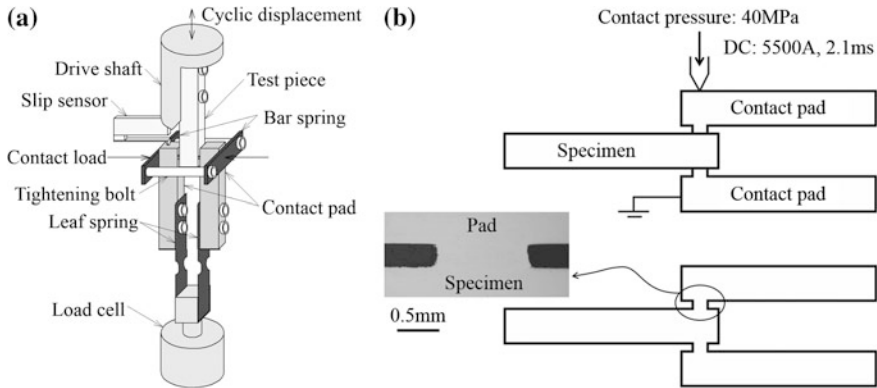 (a)
Cyclic displacement
Drive shaft
Test piece
Slip sensor
Bar spring
Contact load
Tightening bolt
Contact pad
Leaf spring
Load cell
(b)
Contact pressure: 40MPa
DC: 5500A, 2.1ms
Contact pad
Specimen
Contact pad
Pad
Specimen
0.5mm